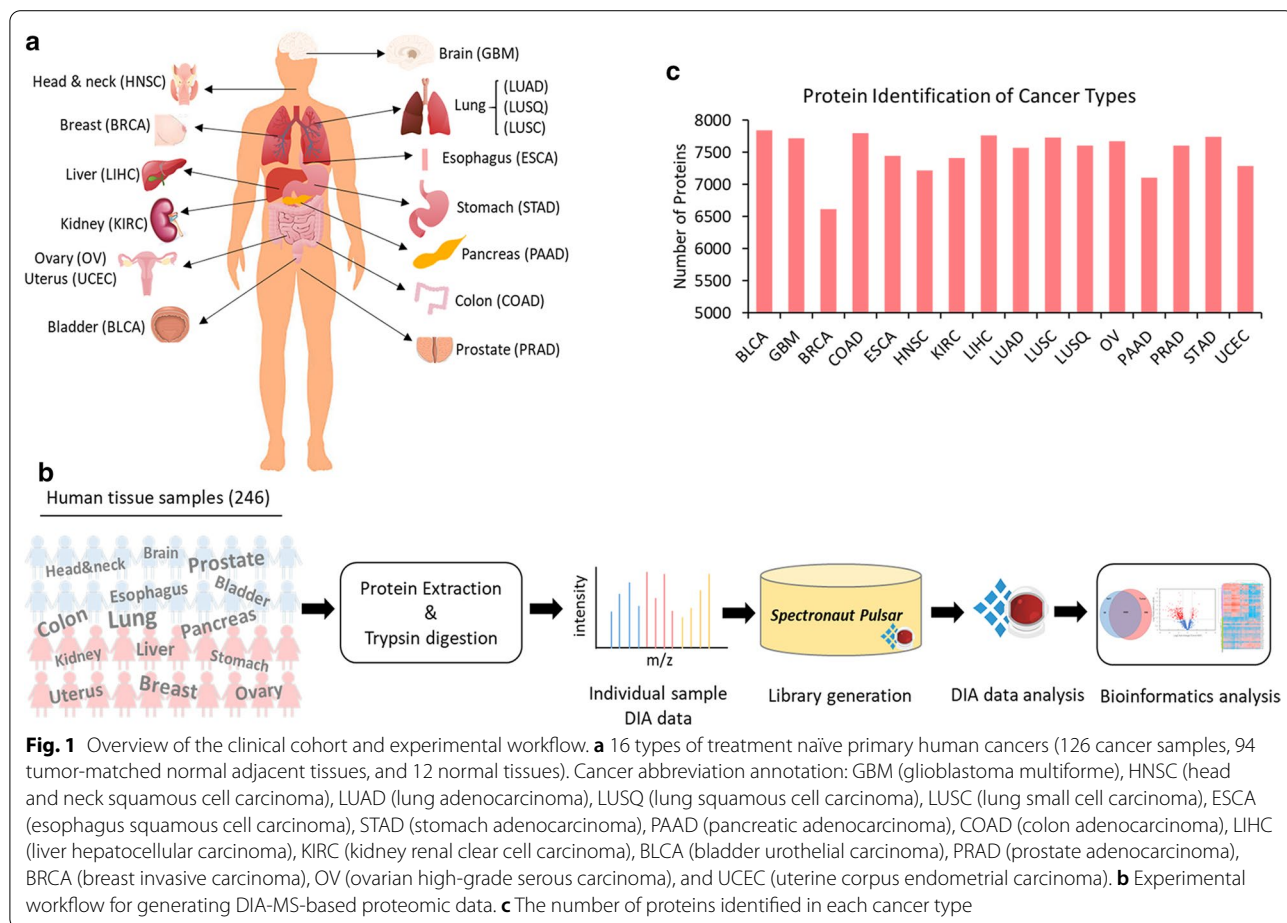 a
Brain (GBM)
Head & neck (HNSC)
Lung
(LUAD)
(LUSQ)
(LUSC)
Breast (BRCA)
Esophagus (ESCA)
Liver (LIHC)
Stomach (STAD)
Kidney (KIRC)
Pancreas (PAAD)
Ovary (OV)
Uterus (UCEC)
Colon (COAD)
Bladder (BLCA)
Prostate (PRAD)
c
Protein Identification of Cancer Types
Number of Proteins
8000
7500
7000
6500
6000
5500
5000
BLCA
GBM
BRCA
COAD
ESCA
HNSC
KIRC
LIHC
LUAD
LUSC
LUSQ
OV
PAAD
PRAD
STAD
UCEC
b
Human tissue samples (246)
Head&neck
Brain
Prostate
Esophagus
Bladder
Colon
Lung
Pancreas
Kidney
Liver
Stomach
Uterus
Breast
Ovary
Protein Extraction
&
Trypsin digestion
intensity
m/z
Individual sample
DIA data
Spectronaut Pulsar
Library generation
DIA data analysis
Bioinformatics analysis
Fig. 1 Overview of the clinical cohort and experimental workflow. a 16 types of treatment naïve primary human cancers (126 cancer samples, 94
tumor-matched normal adjacent tissues, and 12 normal tissues). Cancer abbreviation annotation: GBM (glioblastoma multiforme), HNSC (head
and neck squamous cell carcinoma), LUAD (lung adenocarcinoma), LUSQ (lung squamous cell carcinoma), LUSC (lung small cell carcinoma), ESCA
(esophagus squamous cell carcinoma), STAD (stomach adenocarcinoma), PAAD (pancreatic adenocarcinoma), COAD (colon adenocarcinoma), LIHC
(liver hepatocellular carcinoma), KIRC (kidney renal clear cell carcinoma), BLCA (bladder urothelial carcinoma), PRAD (prostate adenocarcinoma),
BRCA (breast invasive carcinoma), OV (ovarian high-grade serous carcinoma), and UCEC (uterine corpus endometrial carcinoma). b Experimental
workflow for generating DIA-MS-based proteomic data. c The number of proteins identified in each cancer type